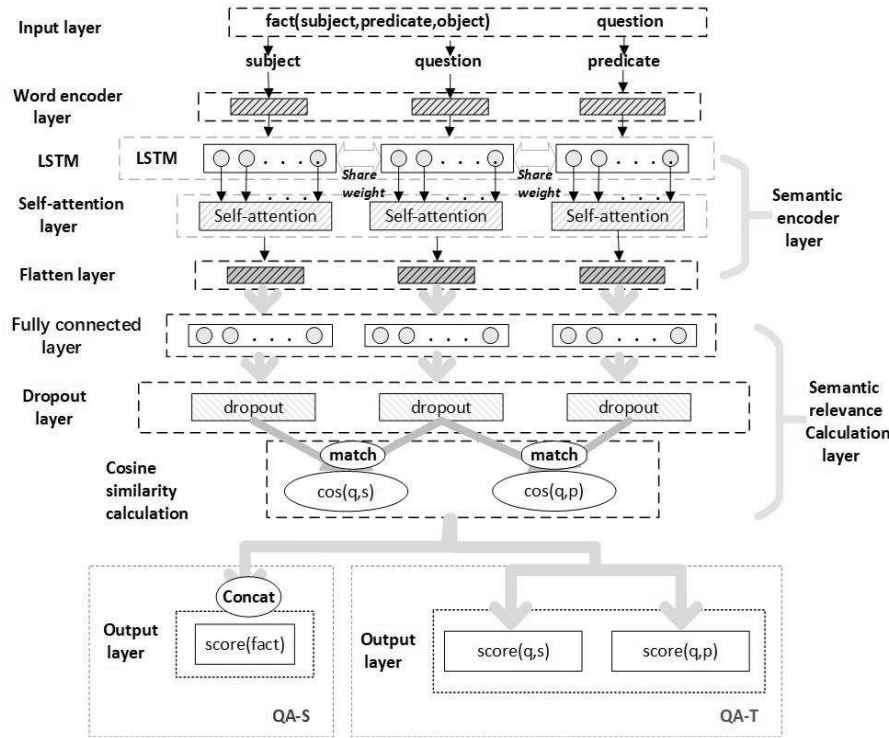 Input layer
fact(subject,predicate,object)
question
subject
question
predicate
Word encoder
layer
LSTM
LSTM
. . .
. . .
. . .
Share
weight
Share
weight
Self-attention
layer
Self-attention
Self-attention
Self-attention
Semantic
encoder
layer
Flatten layer
Fully connected
layer
. . .
. . .
. . .
Dropout
layer
dropout
dropout
dropout
Semantic
relevance
Calculation
layer
match
match
Cosine
similarity
calculation
cos(q,s)
cos(q,p)
Concat
Output
layer
score(fact)
QA-S
Output
layer
score(q,s)
score(q,p)
QA-T